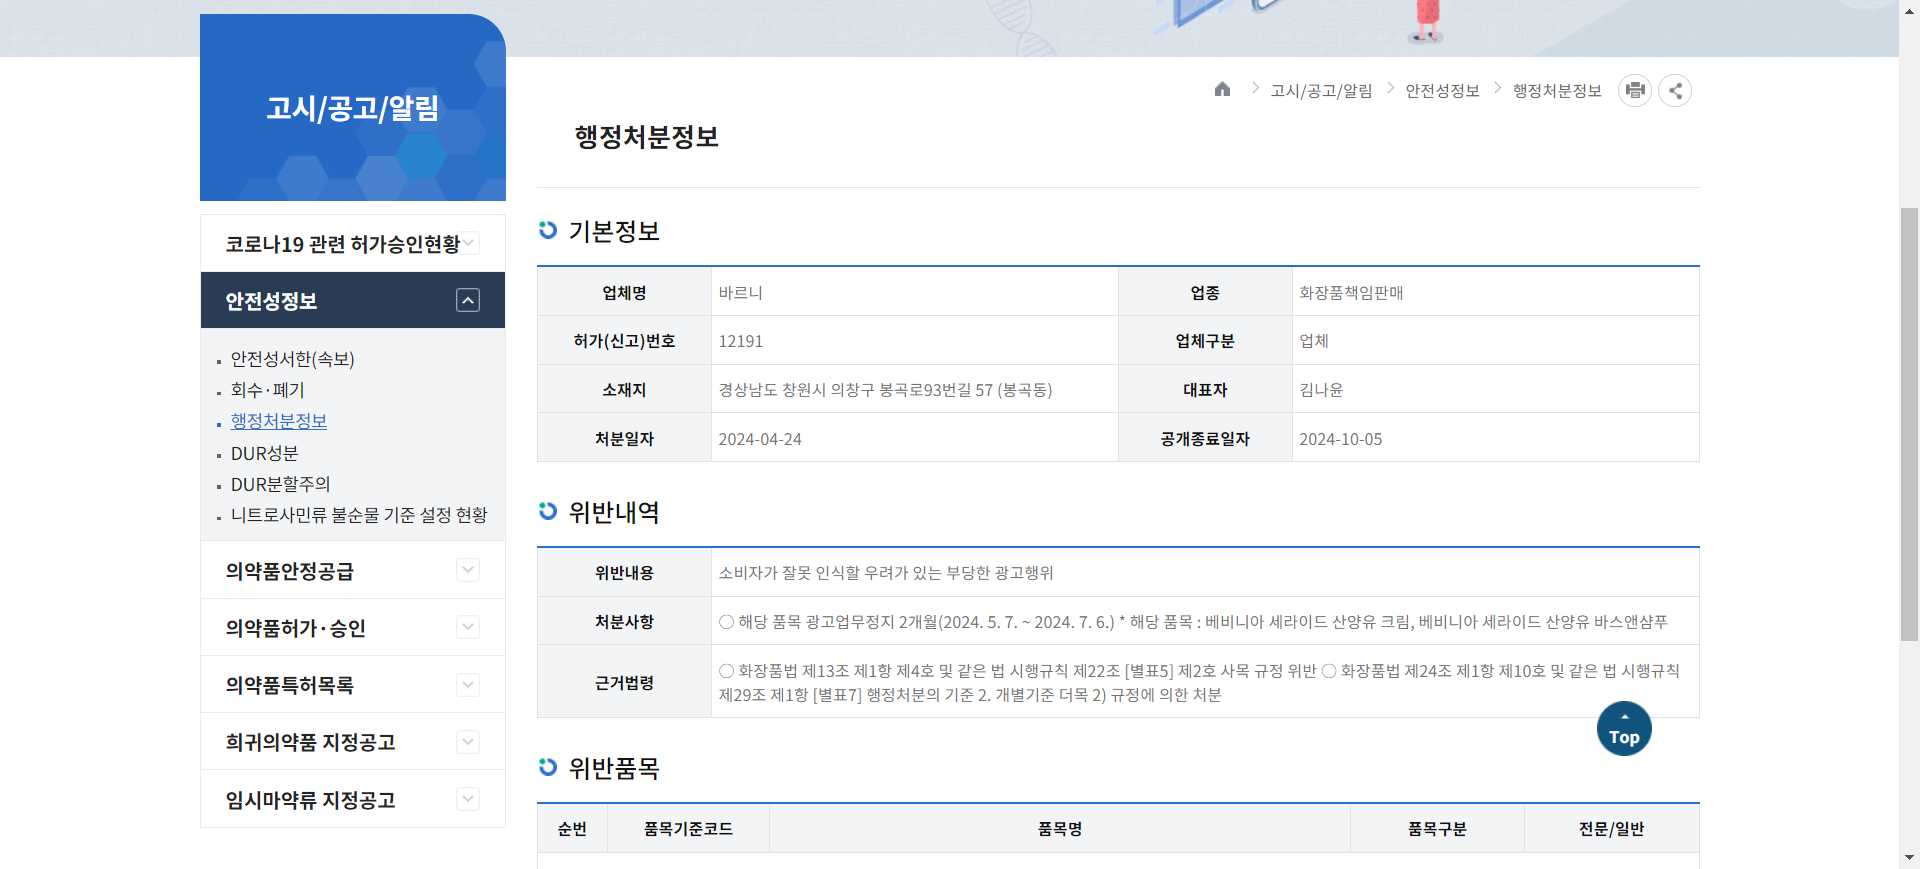 고시/공고/알림
코로나19 관련 허가승인현황
안전성정보
안전성서한(속보)
회수·폐기
행정처분정보
DUR성분
DUR분할주의
니트로사민류 불순물 기준 설정 현황
의약품안정공급
의약품허가·승인
의약품특허목록
희귀의약품 지정공고
임시마약류 지정공고
고시/공고/알림 안전성정보 행정처분정보
행정처분정보
기본정보
업체명 바르니 업종 화장품책임판매
허가(신고)번호 12191 업체구분 업체
소재지 경상남도 창원시 의창구 봉곡로93번길 57 (봉곡동) 대표자 김나윤
처분일자 2024-04-24 공개종료일자 2024-10-05
위반내역
위반내용 소비자가 잘못 인식할 우려가 있는 부당한 광고행위
처분사항 ○ 해당 품목 광고업무정지 2개월(2024. 5. 7. ~ 2024. 7. 6.) * 해당 품목 : 베비니아 세라이드 산양유 크림, 베비니아 세라이드 산양유 바스앤샴푸
근거법령 ○ 화장품법 제13조 제1항 제4호 및 같은 법 시행규칙 제22조 [별표5] 제2호 사목 규정 위반 ○ 화장품법 제24조 제1항 제10호 및 같은 법 시행규칙
제29조 제1항 [별표7] 행정처분의 기준 2. 개별기준 더목 2) 규정에 의한 처분
Top
위반품목
순번 품목기준코드 품목명 품목구분 전문/일반